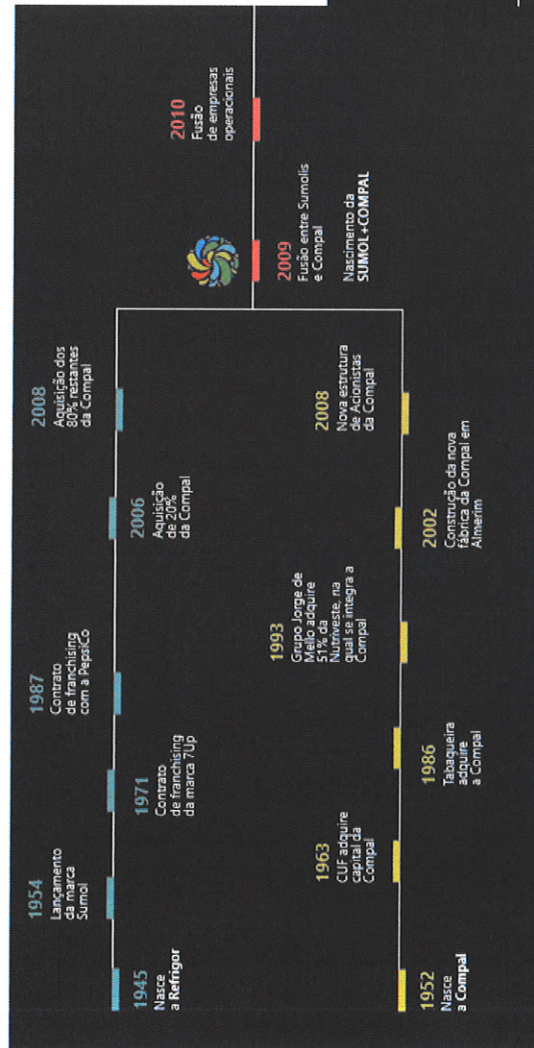 1945
Nasce
a Refrigor
1954
Lançamento
da marca
Sumol
1971
Contrato
de franchising
da marca 7Up
1987
Contrato
de franchising
com a PepsiCo
2006
Aquisição
de 20%
da Compal
2008
Aquisição dos
80% restantes
da Compal
1952
Nasce
a Compal
1963
CUF adquire
capital da
Compal
1986
Tabaqueira
adquire
a Compal
1993
Grupo Jorge de
Mello adquire
51% da
Nutriveste, na
qual se integra a
Compal
2002
Construção da nova
fábrica da Compal em
Almerim
2008
Nova estrutura
de Acionistas
da Compal
2009
Fusão entre Sumolis
e Compal
Nascimento da
SUMOL+COMPAL
2010
Fusão
de empresas
operacionais